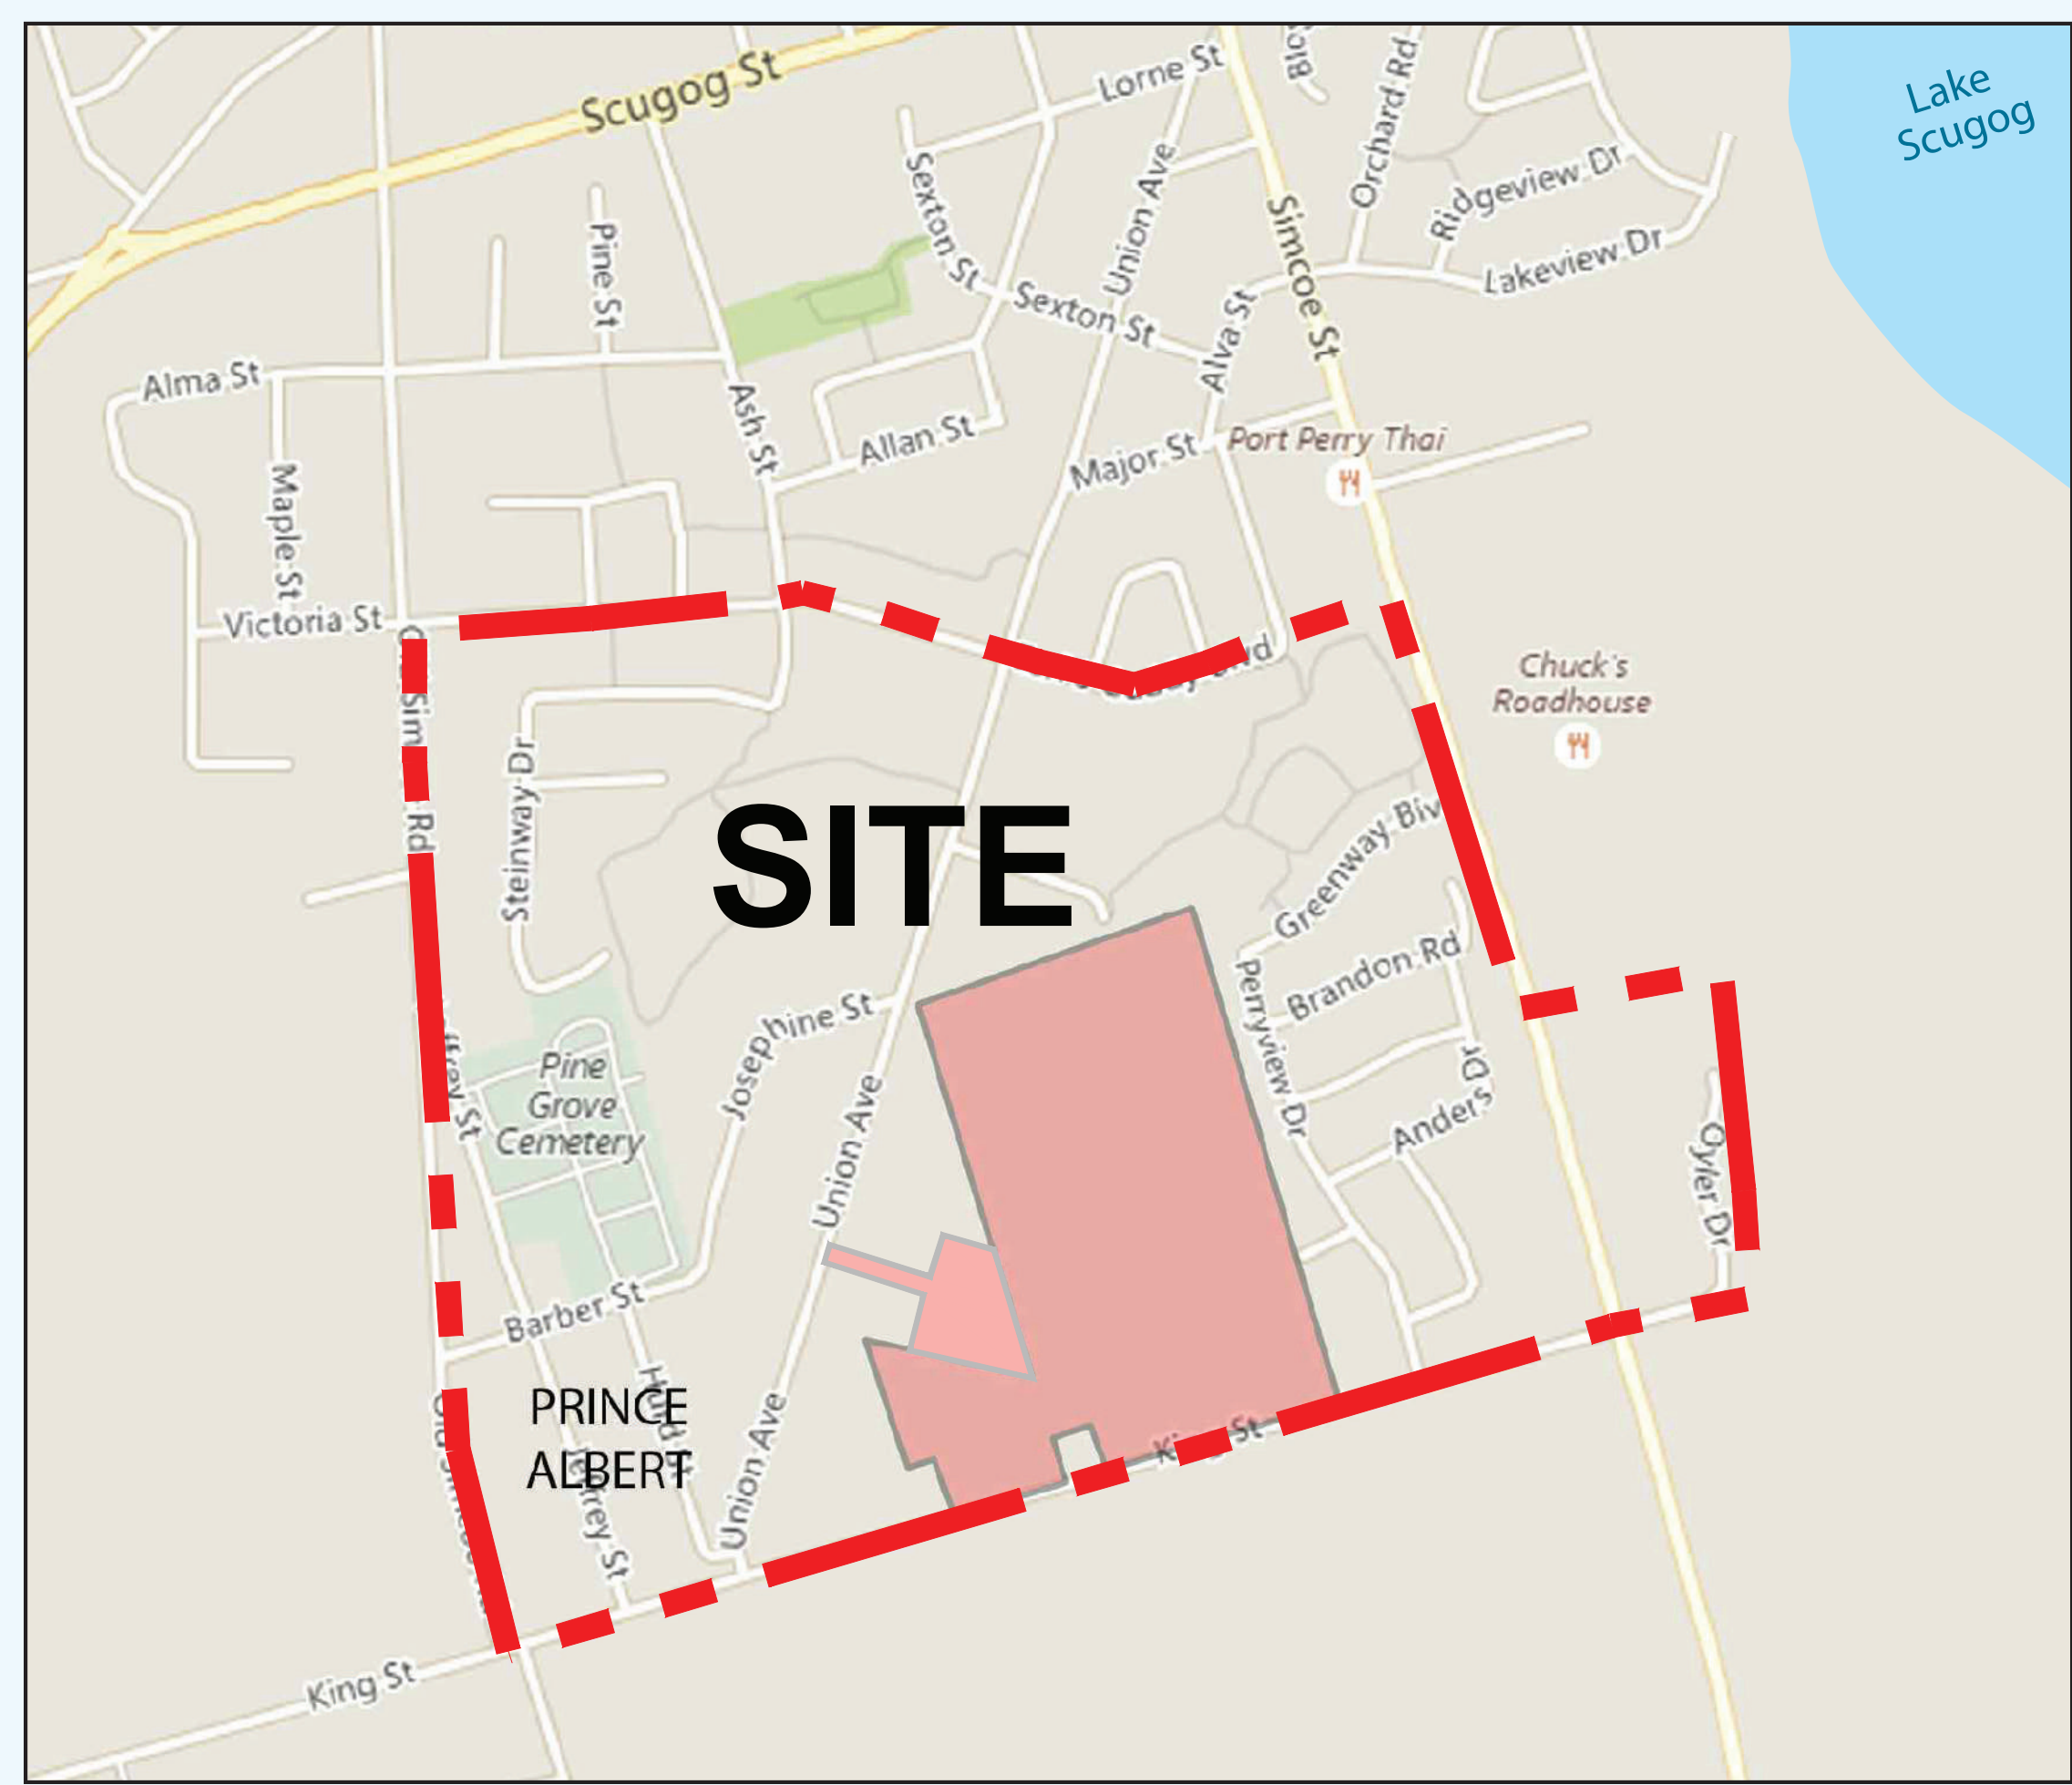 Scugog St
Lorne St
Orchard Rd
Lake
Scugog
Sexton St
Union Ave
Ridgeview Dr
Pine St
Simcoe St
Lakeview Dr
Sexton St
Alva St
Alma St
Ash St
Allan St
Major St
Port Perry Thai
Maple St
Victoria St
Chuck's
Roadhouse
Rd
Steinway Dr
SITE
Greenway Blv
Brandon Rd
Josephine St
Perryview Dr
Pine
Grove
Cemetery
Union Ave
Anders
Dr
Oyler Dr
Barber St
PRINCE
ALBERT
Union Ave
Jeffrey St
King St
King St